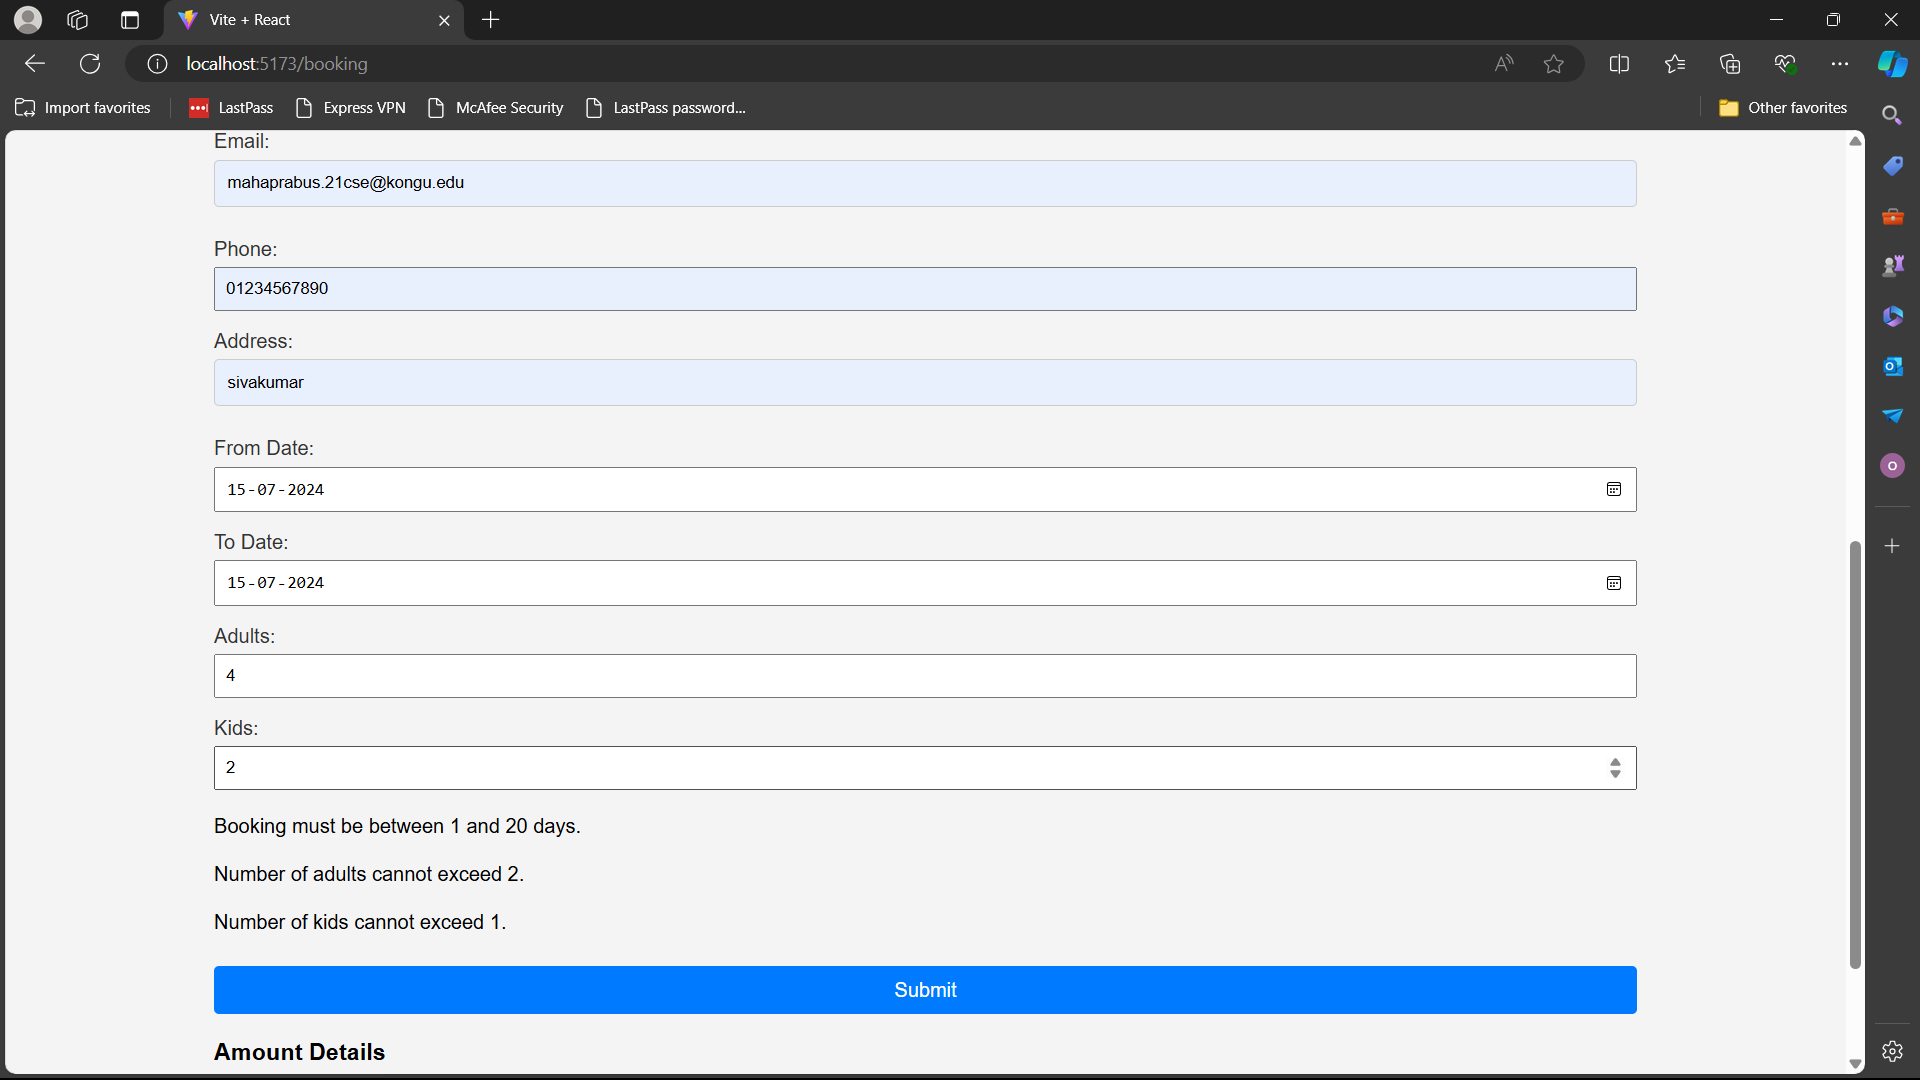 Vite + React
localhost:5173/booking
Import favorites
LastPass
Express VPN
McAfee Security
LastPass password...
Other favorites
Email:
mahaprabus.21cse@kongu.edu
Phone:
01234567890
Address:
sivakumar
From Date:
15-07-2024
To Date:
15-07-2024
Adults:
4
Kids:
2
Booking must be between 1 and 20 days.
Number of adults cannot exceed 2.
Number of kids cannot exceed 1.
Submit
Amount Details
O